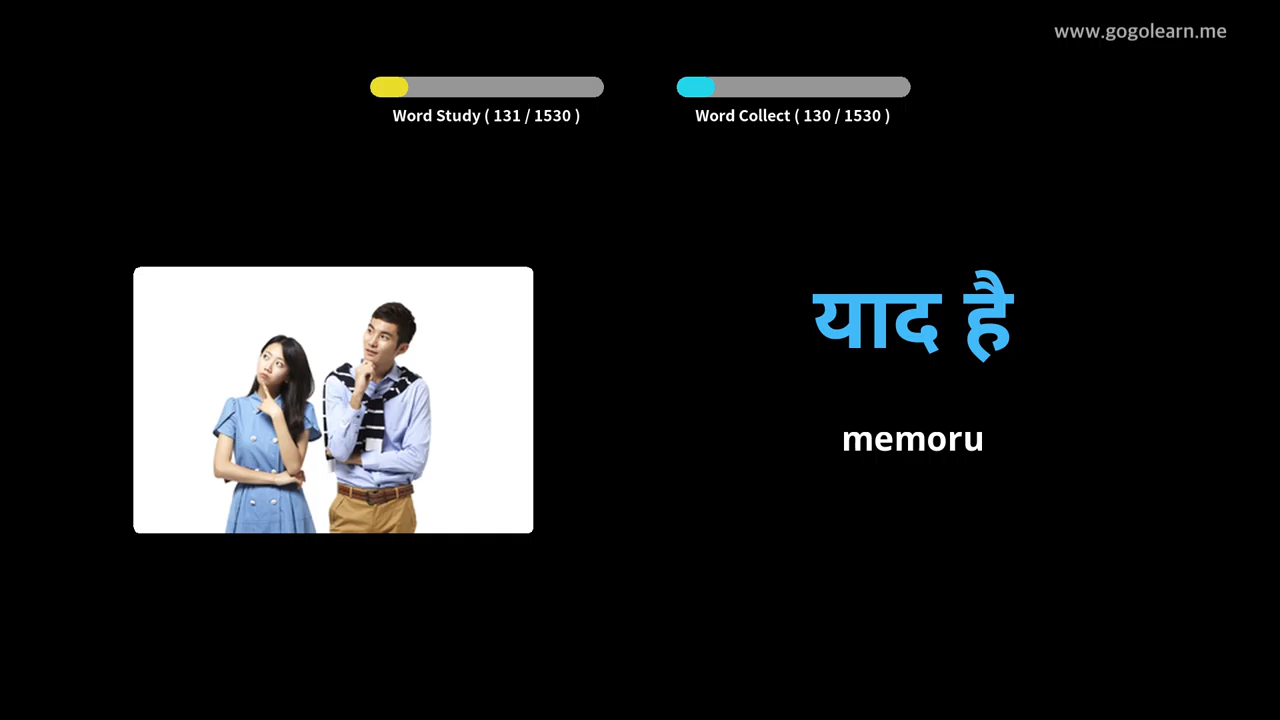 www.gogolearn.me
Word Study ( 131 / 1530 )
Word Collect ( 130 / 1530 )
याद है
memoru